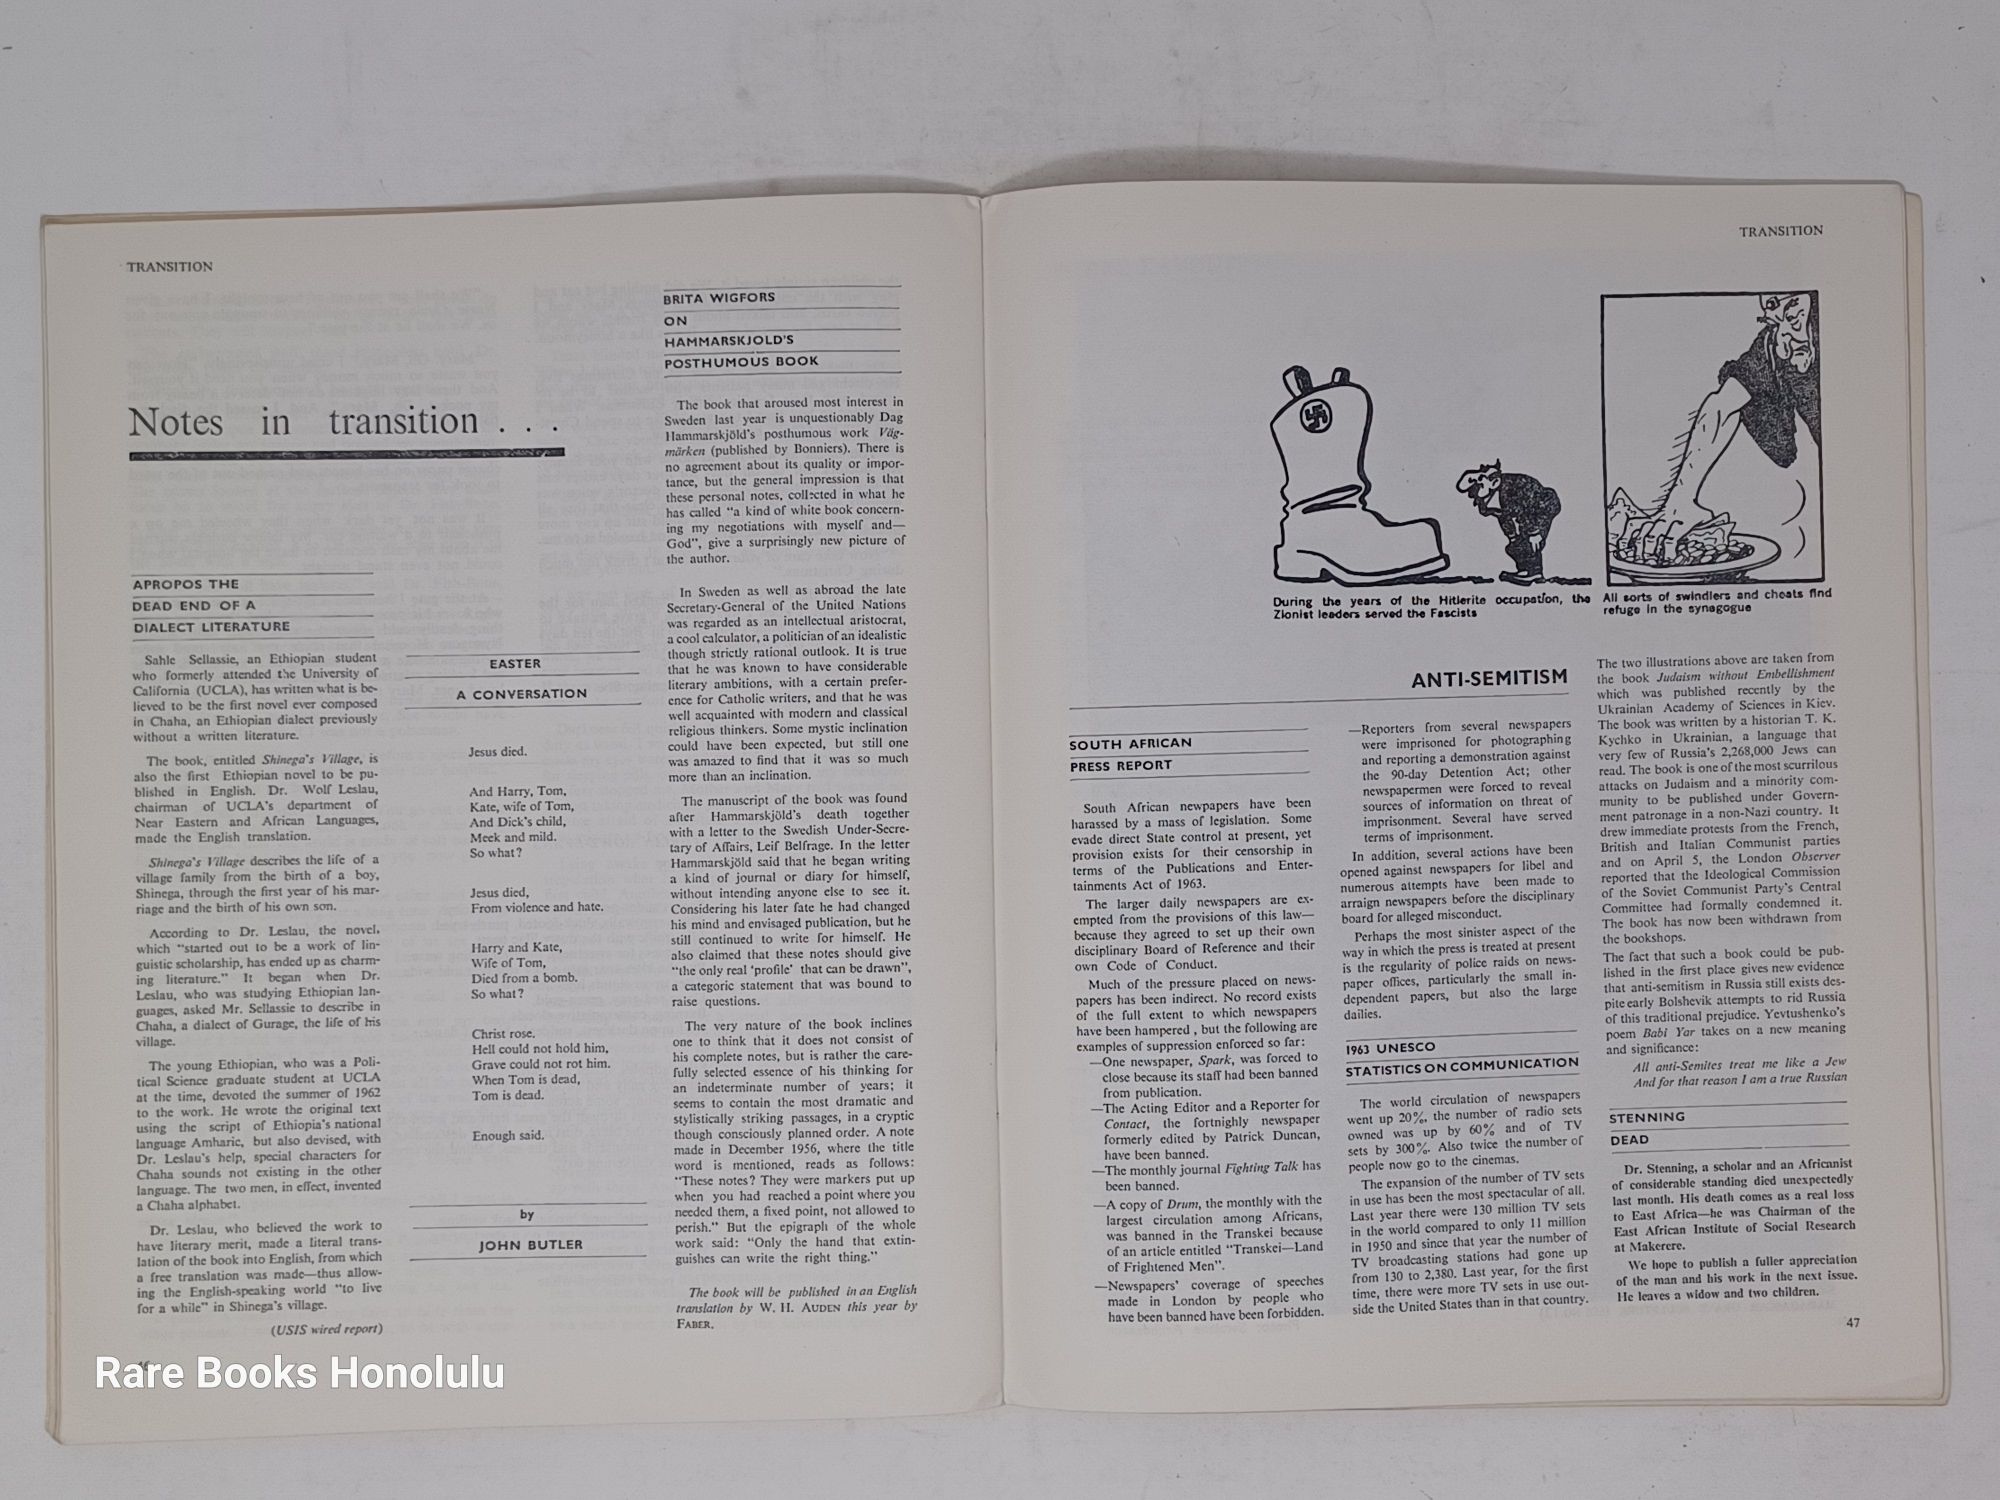 TRANSITION
Notes in transition . . .
APROPOS THE
DEAD END OF A
DIALECT LITERATURE
Sahle Sellassie, an Ethiopian student
who formerly attended the University of
California (UCLA), has written what is be-
lieved to be the first novel ever composed
in Chaha, an Ethiopian dialect previously
without a written literature.
The book, entitled Shinega's Village, is
also the first Ethiopian novel to be pu-
blished in English. Dr. Wolf Leslau,
chairman of UCLA's department of
Near Eastern and African Languages,
made the English translation.
Shinega's Village describes the life of a
village family from the birth of a boy,
Shinega, through the first year of his mar-
riage and the birth of his own son.
According to Dr. Leslau, the novel,
which "started out to be a work of lin-
guistic scholarship, has ended up as charm-
ing literature." It began when Dr.
Leslau, who was studying Ethiopian lan-
guages, asked Mr. Sellassie to describe in
Chaha, a dialect of Gurage, the life of his
village.
The young Ethiopian, who was a Poli-
tical Science graduate student at UCLA
at the time, devoted the summer of 1962
to the work. He wrote the original text
using the script of Ethiopia's national
language Amharic, but also devised, with
Dr. Leslau's help, special characters for
Chaha sounds not existing in the other
language. The two men, in effect, invented
a Chaha alphabet.
Dr. Leslau, who believed the work to
have literary merit, made a literal trans-
lation of the book into English, from which
a free translation was made—thus allow-
ing the English-speaking world "to live
for a while" in Shinega's village.
(USIS wired report)
EASTER
A CONVERSATION
Jesus died.
And Harry, Tom,
Kate, wife of Tom,
And Dick's child,
Meek and mild.
So what?
Jesus died,
From violence and hate.
Harry and Kate,
Wife of Tom,
Died from a bomb.
So what?
Christ rose.
Hell could not hold him,
Grave could not rot him.
When Tom is dead,
Tom is dead.
Enough said.
by
JOHN BUTLER
BRITA WIGFORS
ON
HAMMARSKJOLD'S
POSTHUMOUS BOOK
The book that aroused most interest in
Sweden last year is unquestionably Dag
Hammarskjöld's posthumous work Väg-
märken (published by Bonniers). There is
no agreement about its quality or impor-
tance, but the general impression is that
these personal notes, collected in what he
has called "a kind of white book concern-
ing my negotiations with myself and—
God", give a surprisingly new picture of
the author.
In Sweden as well as abroad the late
Secretary-General of the United Nations
was regarded as an intellectual aristocrat,
a cool calculator, a politician of an idealistic
though strictly rational outlook. It is true
that he was known to have considerable
literary ambitions, with a certain prefer-
ence for Catholic writers, and that he was
well acquainted with modern and classical
religious thinkers. Some mystic inclination
could have been expected, but still one
was amazed to find that it was so much
more than an inclination.
The manuscript of the book was found
after Hammarskjöld's death together
with a letter to the Swedish Under-Secre-
tary of Affairs, Leif Belfrage. In the letter
Hammarskjöld said that he began writing
a kind of journal or diary for himself,
without intending anyone else to see it.
Considering his later fate he had changed
his mind and envisaged publication, but he
still continued to write for himself. He
also claimed that these notes should give
"the only real 'profile' that can be drawn",
a categoric statement that was bound to
raise questions.
The very nature of the book inclines
one to think that it does not consist of
his complete notes, but is rather the care-
fully selected essence of his thinking for
an indeterminate number of years; it
seems to contain the most dramatic and
stylistically striking passages, in a cryptic
though consciously planned order. A note
made in December 1956, where the title
word is mentioned, reads as follows:
"These notes? They were markers put up
when you had reached a point where you
needed them, a fixed point, not allowed to
perish." But the epigraph of the whole
work said: "Only the hand that extin-
guishes can write the right thing."
The book will be published in an English
translation by W. H. AUDEN this year by
FABER.
Rare Books Honolulu
TRANSITION
During the years of the Hitlerite occupation, the
Zionist leaders served the Fascists
All sorts of swindlers and cheats find
refuge in the synagogue
ANTI-SEMITISM
SOUTH AFRICAN
PRESS REPORT
South African newspapers have been
harassed by a mass of legislation. Some
evade direct State control at present, yet
provision exists for their censorship in
terms of the Publications and Enter-
tainments Act of 1963.
The larger daily newspapers are ex-
empted from the provisions of this law—
because they agreed to set up their own
disciplinary Board of Reference and their
own Code of Conduct.
Much of the pressure placed on news-
papers has been indirect. No record exists
of the full extent to which newspapers
have been hampered , but the following are
examples of suppression enforced so far:
—One newspaper, Spark, was forced to
close because its staff had been banned
from publication.
—The Acting Editor and a Reporter for
Contact, the fortnighly newspaper
formerly edited by Patrick Duncan,
have been banned.
—The monthly journal Fighting Talk has
been banned.
—A copy of Drum, the monthly with the
largest circulation among Africans,
was banned in the Transkei because
of an article entitled "Transkei—Land
of Frightened Men".
—Newspapers' coverage of speeches
made in London by people who
have been banned have been forbidden.
—Reporters from several newspapers
were imprisoned for photographing
and reporting a demonstration against
the 90-day Detention Act; other
newspapermen were forced to reveal
sources of information on threat of
imprisonment. Several have served
terms of imprisonment.
In addition, several actions have been
opened against newspapers for libel and
numerous attempts have been made to
arraign newspapers before the disciplinary
board for alleged misconduct.
Perhaps the most sinister aspect of the
way in which the press is treated at present
is the regularity of police raids on news-
paper offices, particularly the small in-
dependent papers, but also the large
dailies.
1963 UNESCO
STATISTICS ON COMMUNICATION
The world circulation of newspapers
went up 20%, the number of radio sets
owned was up by 60% and of TV
sets by 300%. Also twice the number of
people now go to the cinemas.
The expansion of the number of TV sets
in use has been the most spectacular of all.
Last year there were 130 million TV sets
in the world compared to only 11 million
in 1950 and since that year the number of
TV broadcasting stations had gone up
from 130 to 2,380. Last year, for the first
time, there were more TV sets in use out-
side the United States than in that country.
The two illustrations above are taken from
the book Judaism without Embellishment
which was published recently by the
Ukrainian Academy of Sciences in Kiev.
The book was written by a historian T. K.
Kychko in Ukrainian, a language that
very few of Russia's 2,268,000 Jews can
read. The book is one of the most scurrilous
attacks on Judaism and a minority com-
munity to be published under Govern-
ment patronage in a non-Nazi country. It
drew immediate protests from the French,
British and Italian Communist parties
and on April 5, the London Observer
reported that the Ideological Commission
of the Soviet Communist Party's Central
Committee had formally condemned it.
The book has now been withdrawn from
the bookshops.
The fact that such a book could be pub-
lished in the first place gives new evidence
that anti-semitism in Russia still exists des-
pite early Bolshevik attempts to rid Russia
of this traditional prejudice. Yevtushenko's
poem Babi Yar takes on a new meaning
and significance:
All anti-Semites treat me like a Jew
And for that reason I am a true Russian
STENNING
DEAD
Dr. Stenning, a scholar and an Africanist
of considerable standing died unexpectedly
last month. His death comes as a real loss
to East Africa—he was Chairman of the
East African Institute of Social Research
at Makerere.
We hope to publish a fuller appreciation
of the man and his work in the next issue.
He leaves a widow and two children.
47